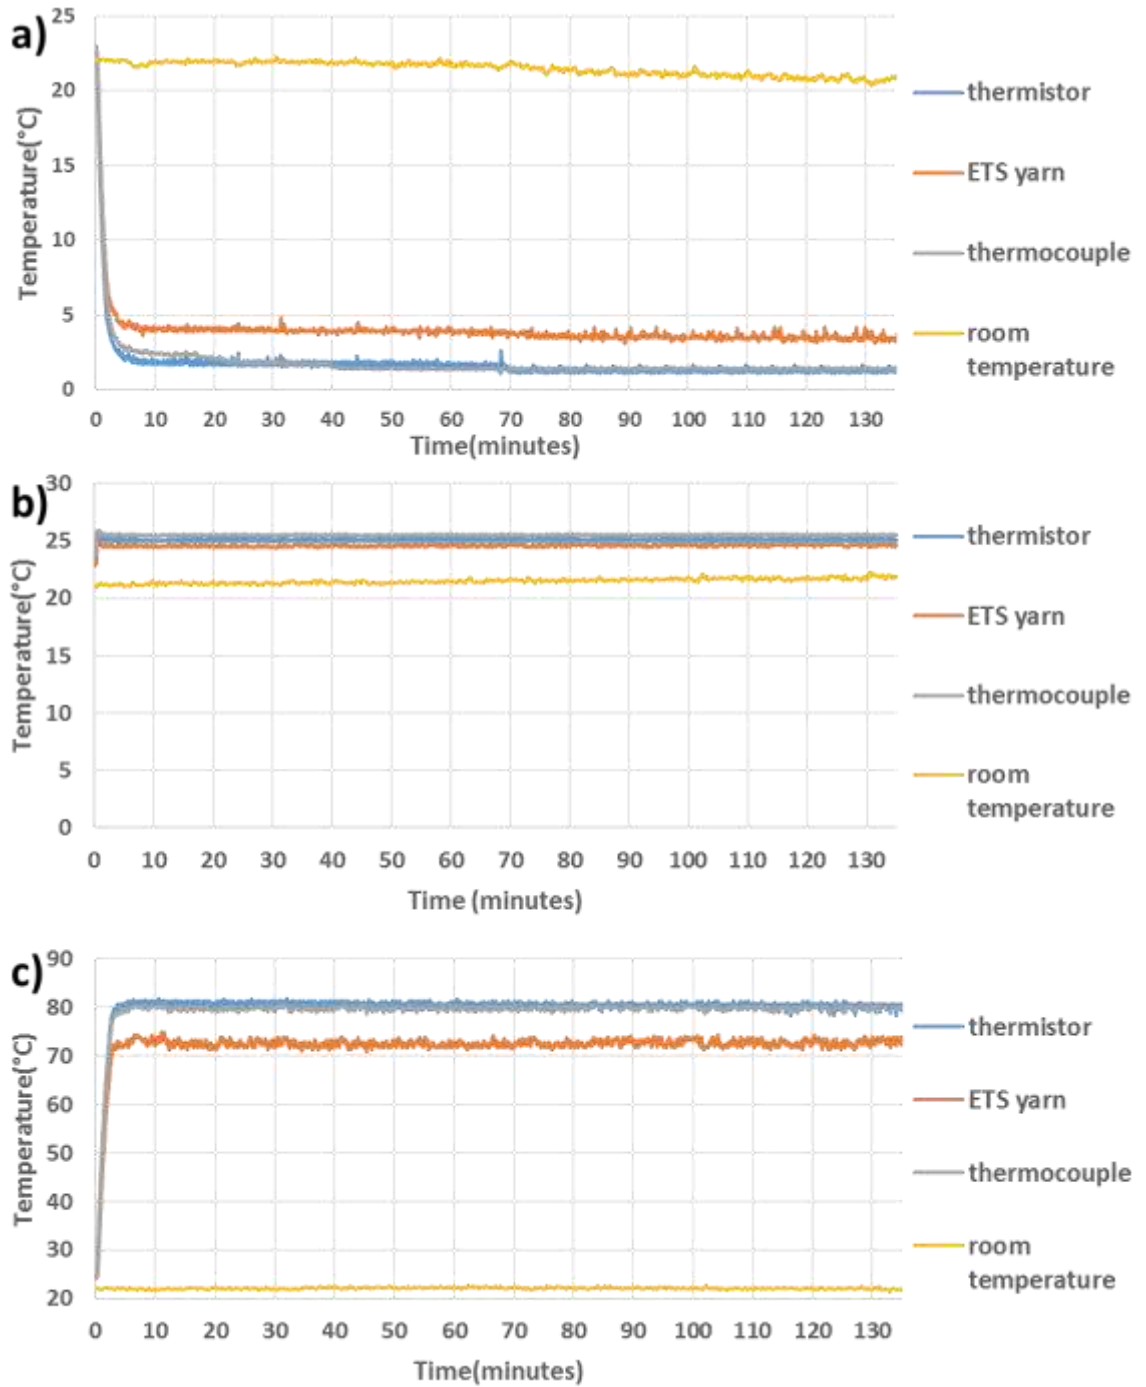 a)
25
20
15
10
5
0
Temperature(°C)
0 10 20 30 40 50 60 70 80 90 100 110 120 130
Time(minutes)
thermistor
ETS yarn
thermocouple
room
temperature
b)
30
25
20
15
10
5
0
Temperature(°C)
0 10 20 30 40 50 60 70 80 90 100 110 120 130
Time (minutes)
thermistor
ETS yarn
thermocouple
room
temperature
c)
90
80
70
60
50
40
30
20
Temperature(°C)
0 10 20 30 40 50 60 70 80 90 100 110 120 130
Time(minutes)
thermistor
ETS yarn
thermocouple
room
temperature